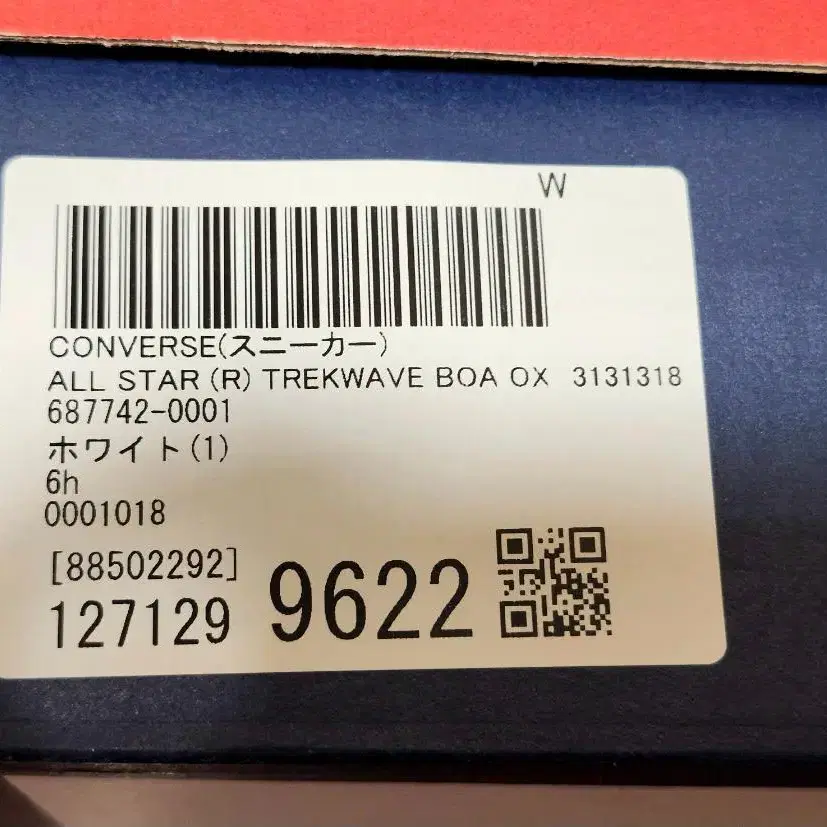 W
CONVERSE(スニーカー)
ALL STAR (R) TREKWAVE BOA OX 3131318
687742-0001
ホワイト(1)
6h
0001018
[88502292]
127129 9622